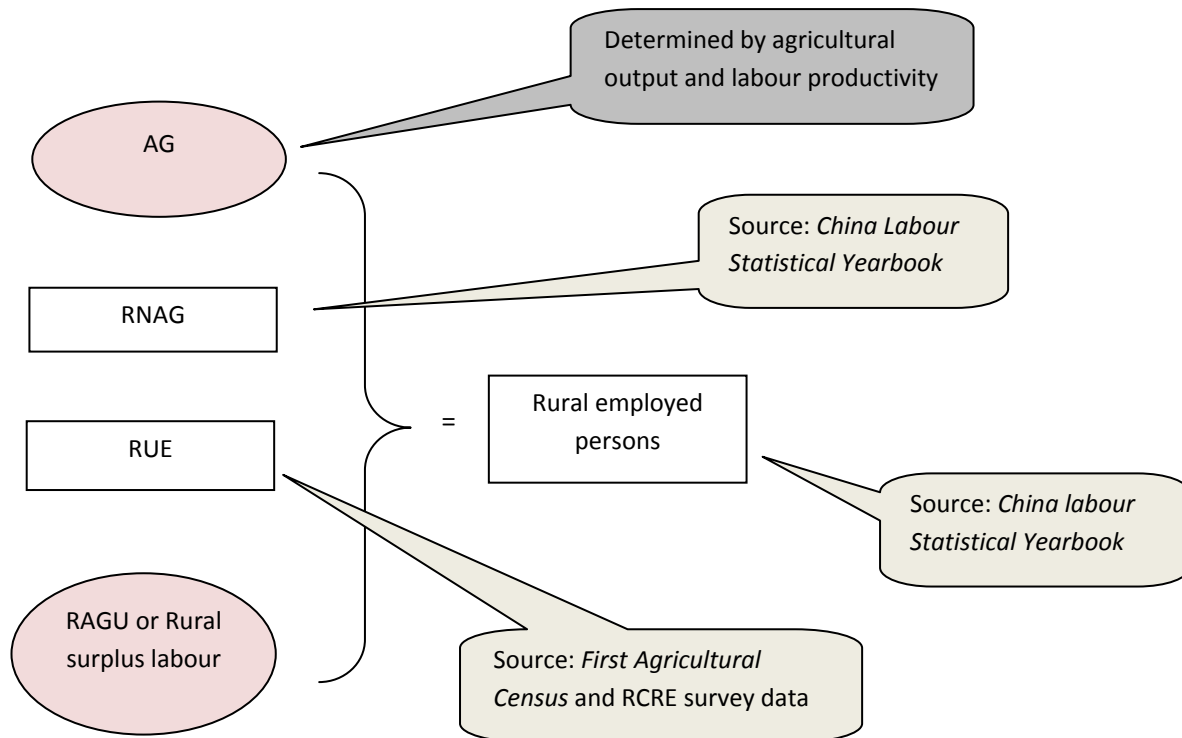 Determined by agricultural
output and labour productivity
AG
Source: China Labour
Statistical Yearbook
RNAG
Rural employed
persons
=
RUE
Source: China labour
Statistical Yearbook
RAGU or Rural
surplus labour
Source: First Agricultural
Census and RCRE survey data